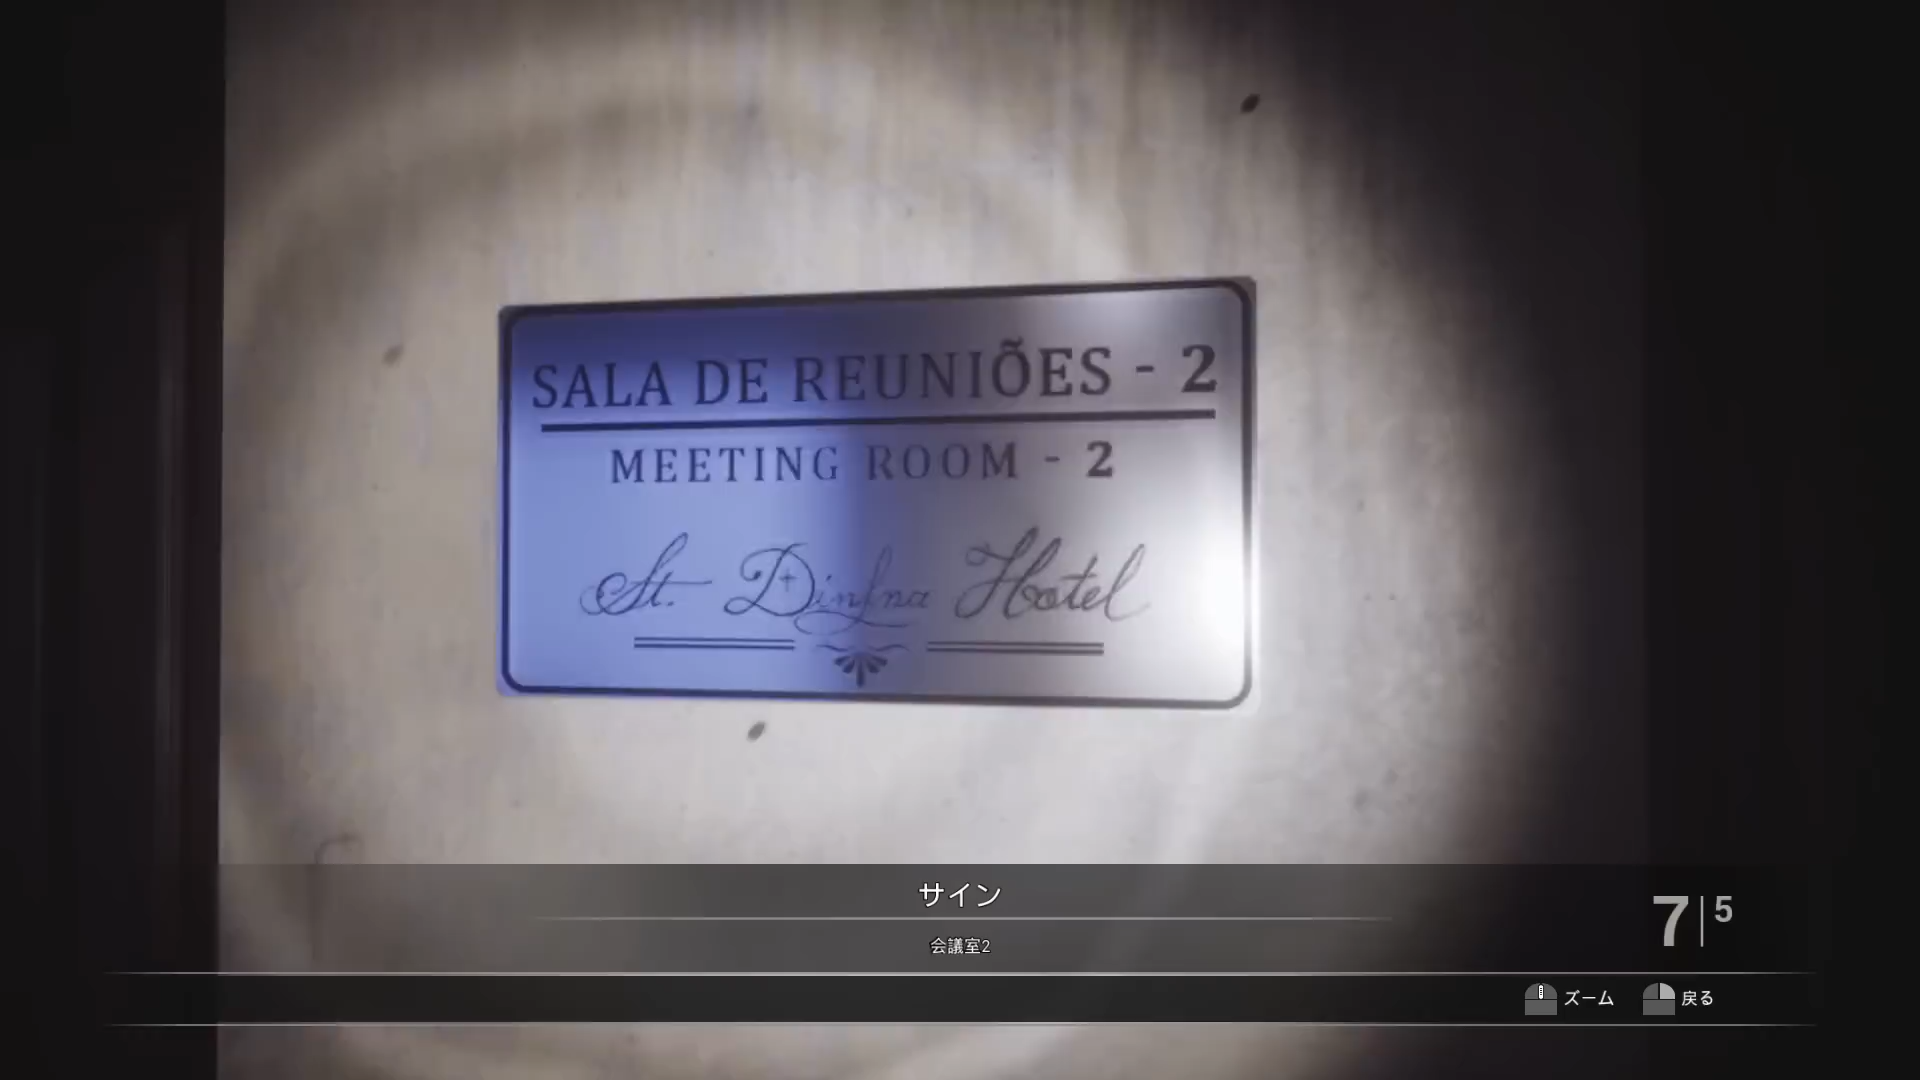 SALA DE REUNIÕES - 2
MEETING ROOM - 2
St. Dinfna Hotel
サイン
会議室2
7|5
ズーム
戻る